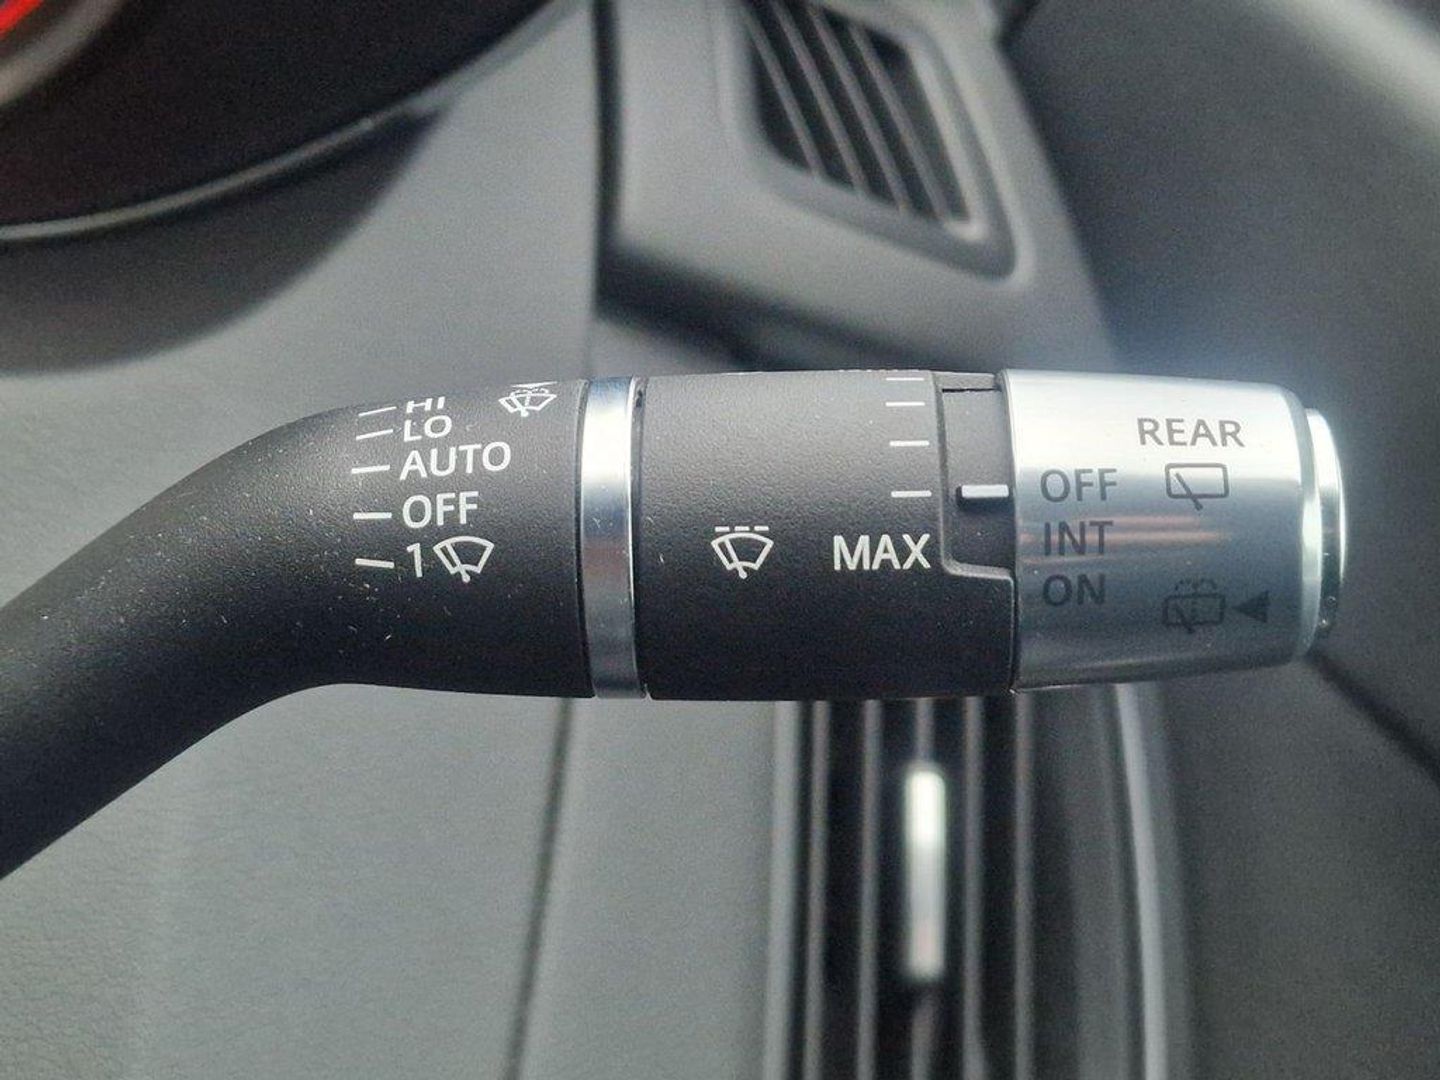 HI
LO
AUTO
OFF
1
MAX
REAR
OFF
INT
ON